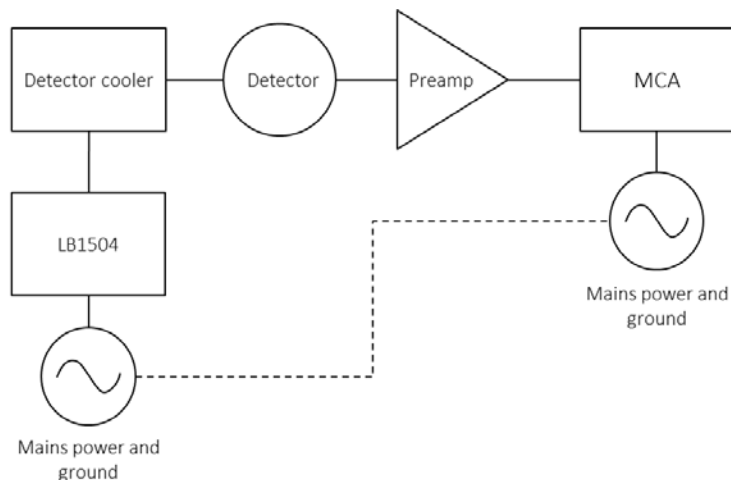 Detector cooler
Detector
Preamp
MCA
LB1504
Mains power and
ground
Mains power and
ground